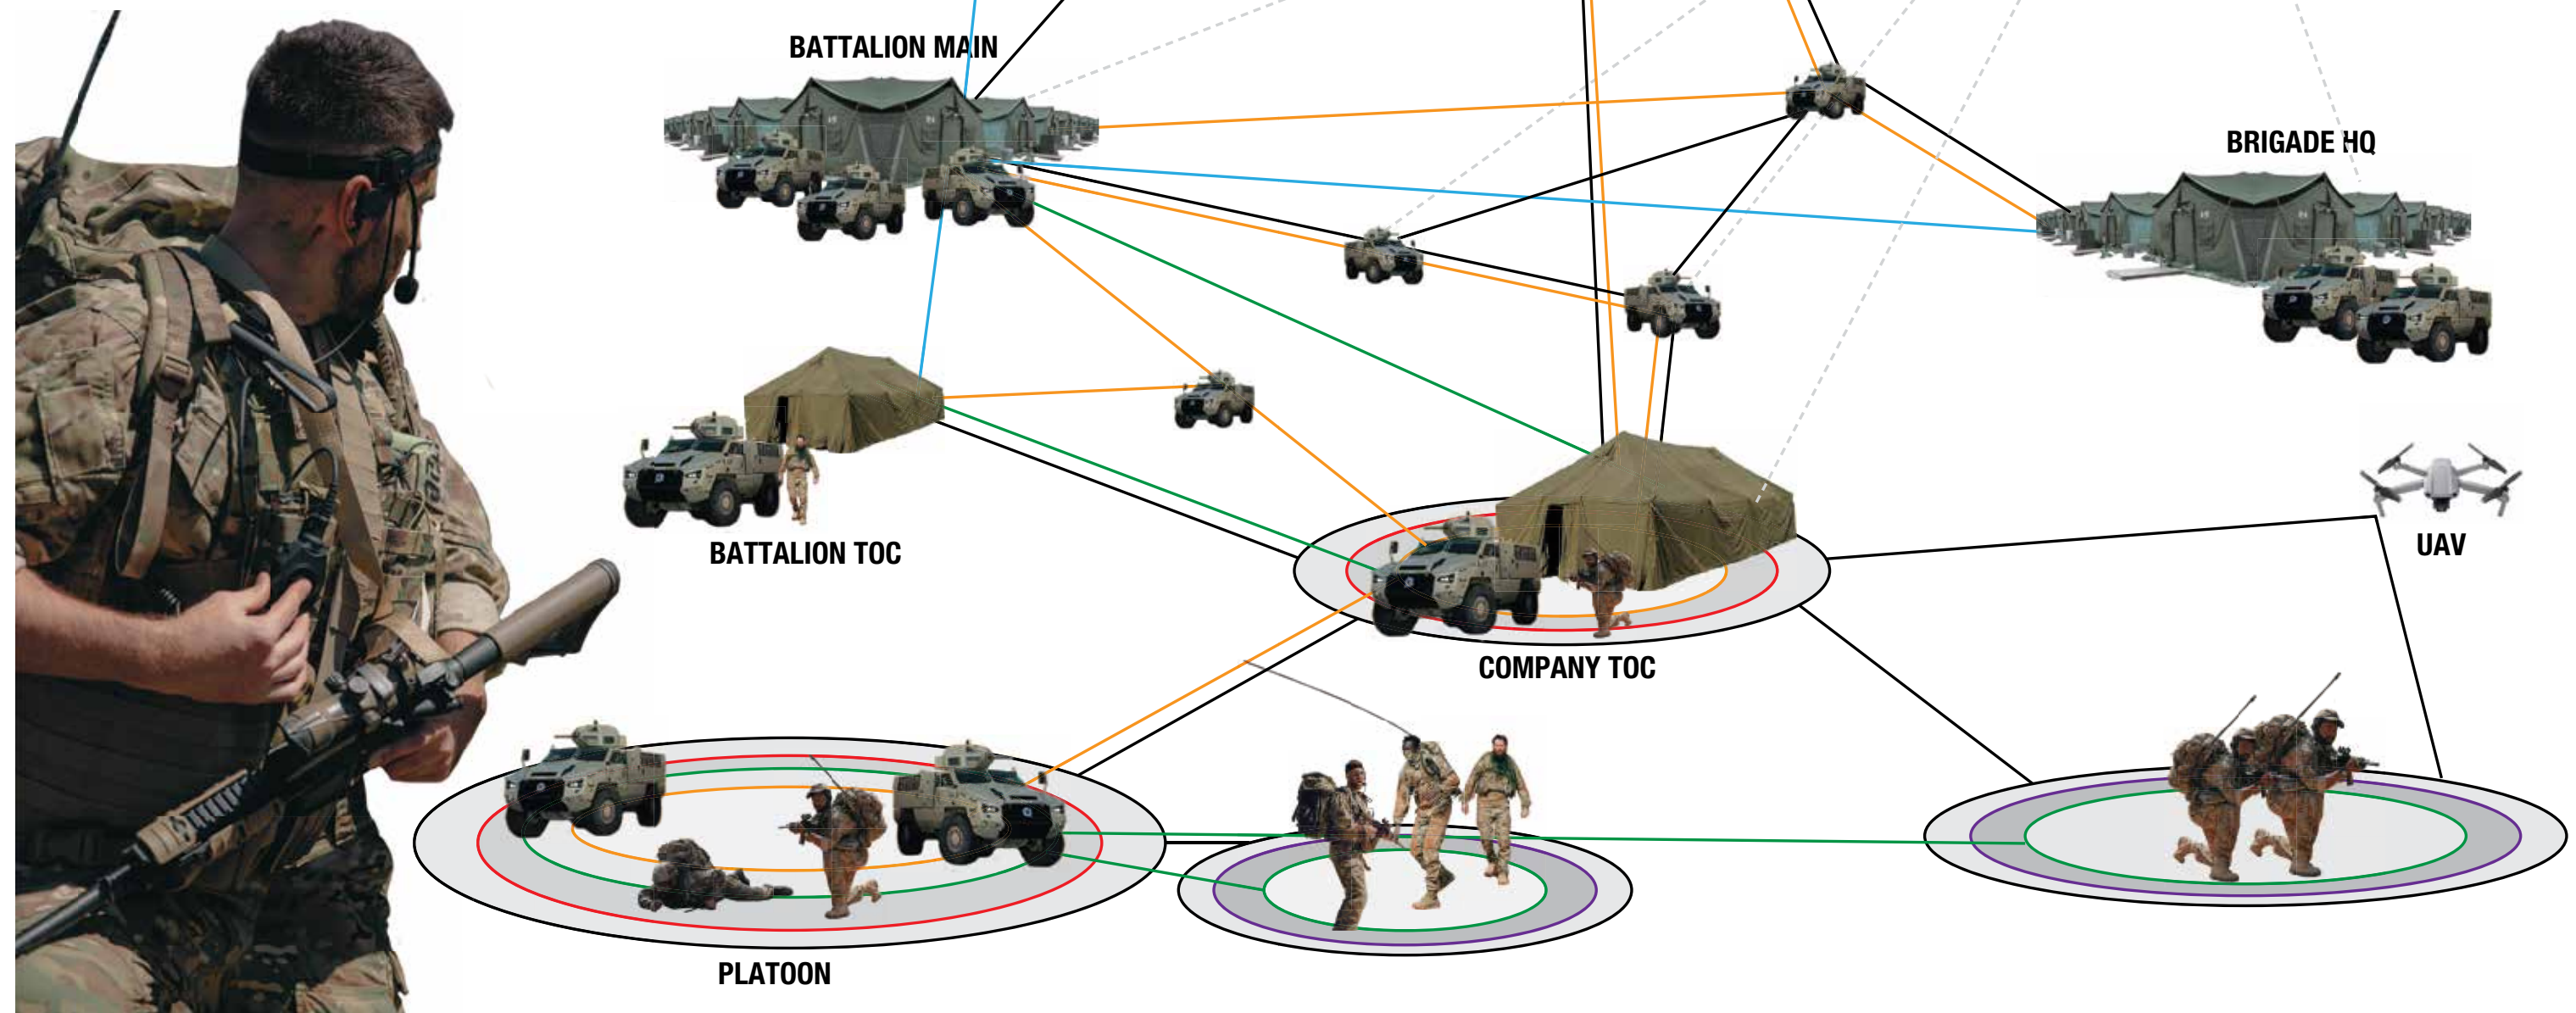 BATTALION MAIN
BRIGADE HQ
BATTALION TOC
UAV
COMPANY TOC
PLATOON